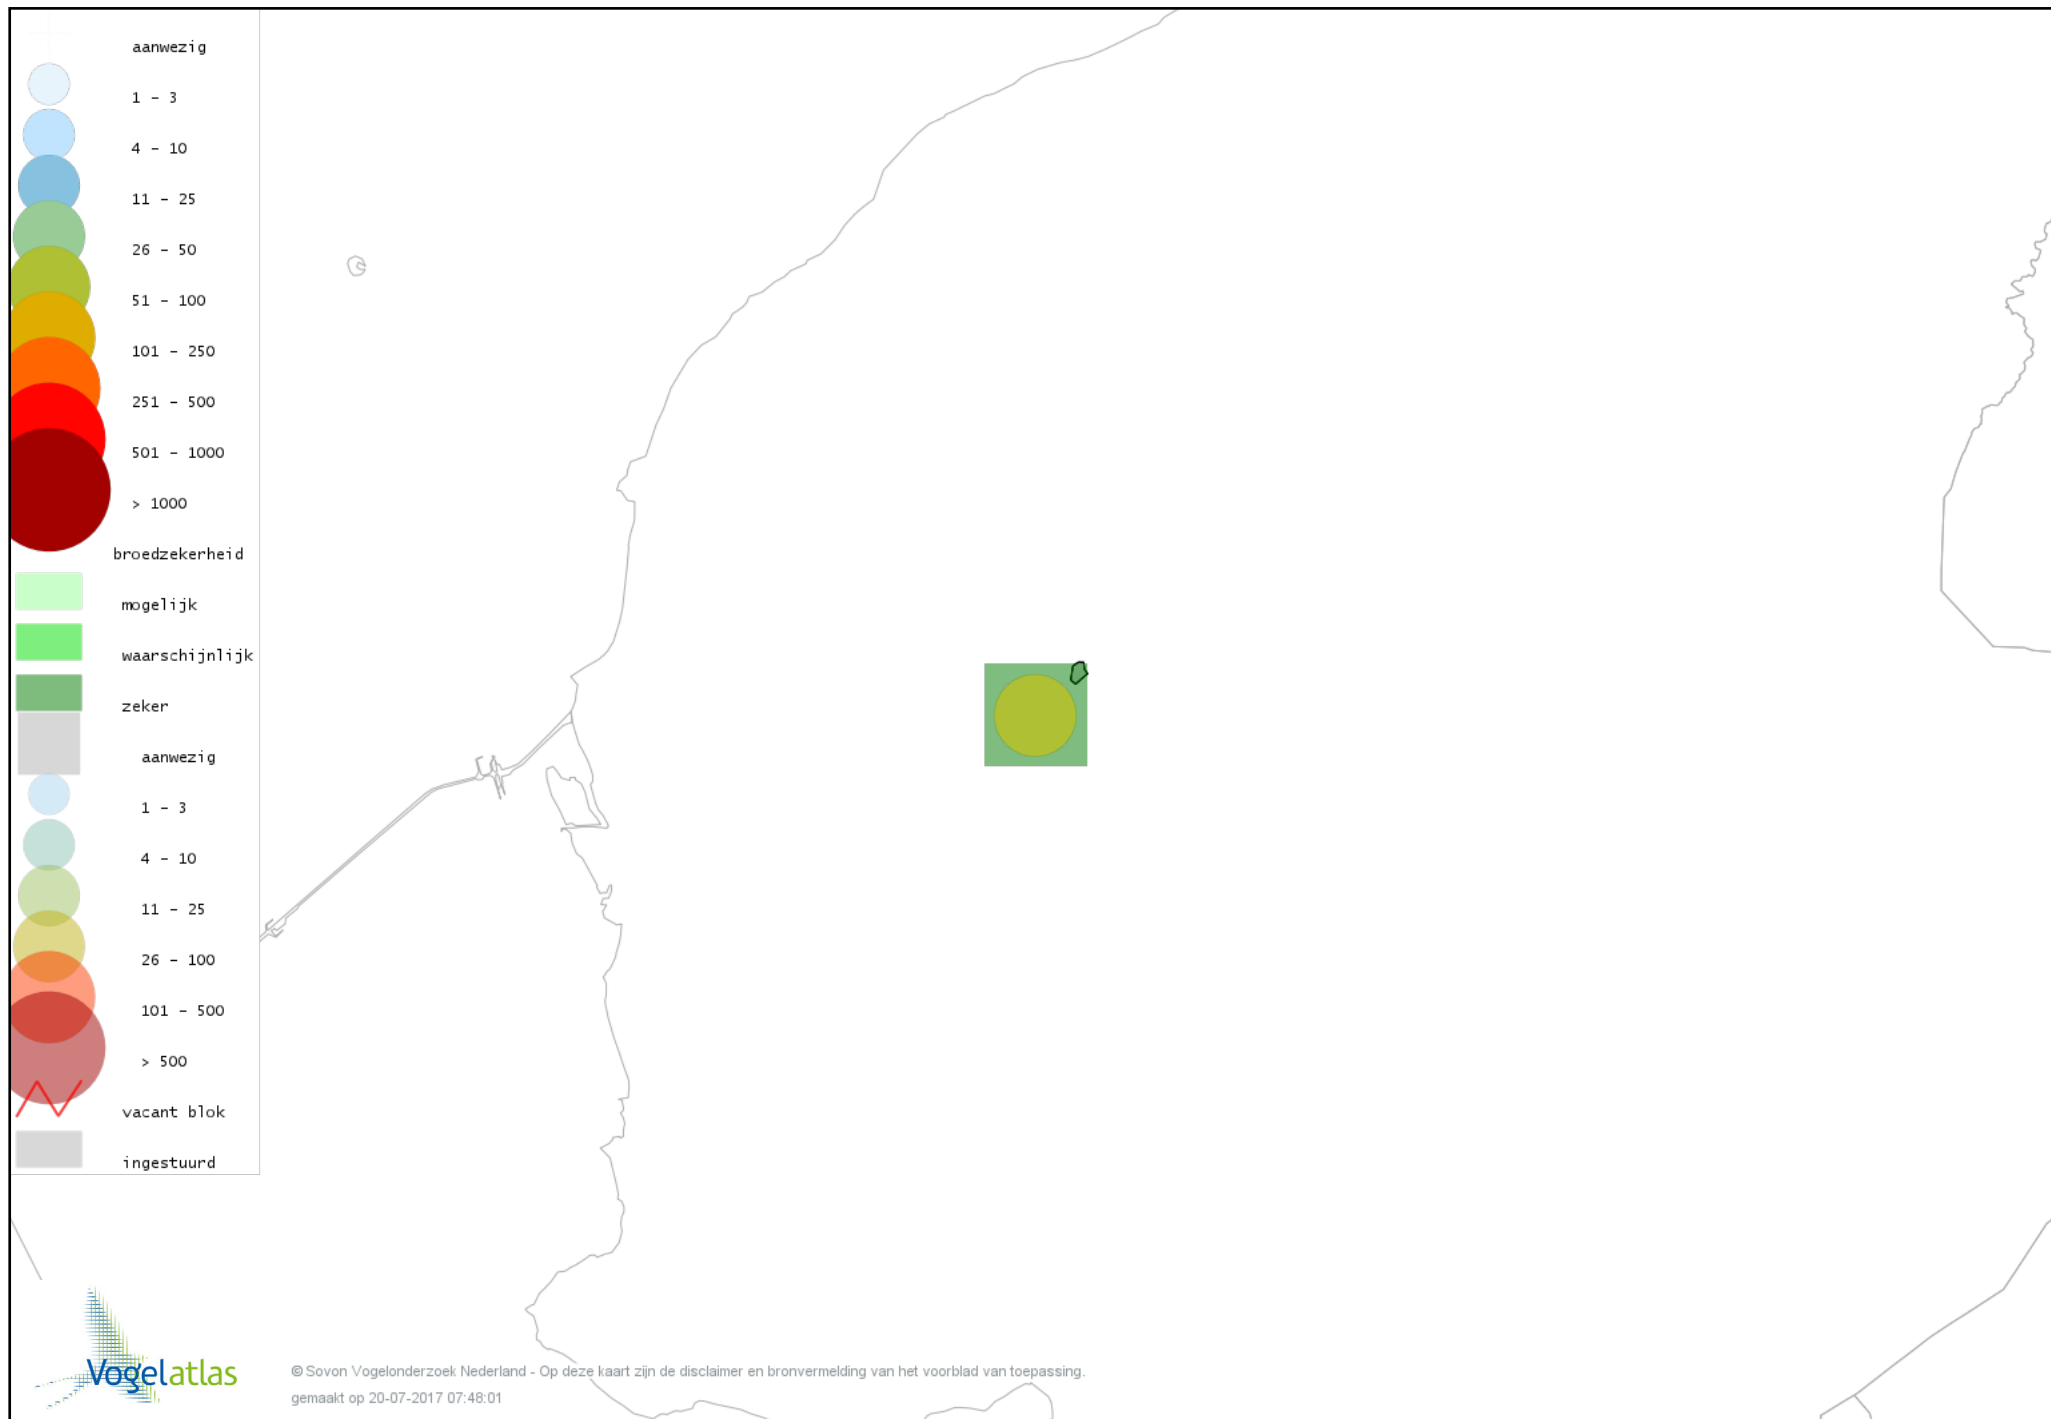 aanwezig
1 - 3
4 - 10
11 - 25
26 - 50
51 - 100
101 - 250
251 - 500
501 - 1000
> 1000
broedzekerheid
mogelijk
waarschijnlijk
zeker
aanwezig
1 - 3
4 - 10
11 - 25
26 - 100
101 - 500
> 500
vacant blok
ingestuurd
Vogelatlas
© Sovon Vogelonderzoek Nederland - Op deze kaart zijn de disclaimer en bronvermelding van het voorblad van toepassing.
gemaakt op 20-07-2017 07:48:01